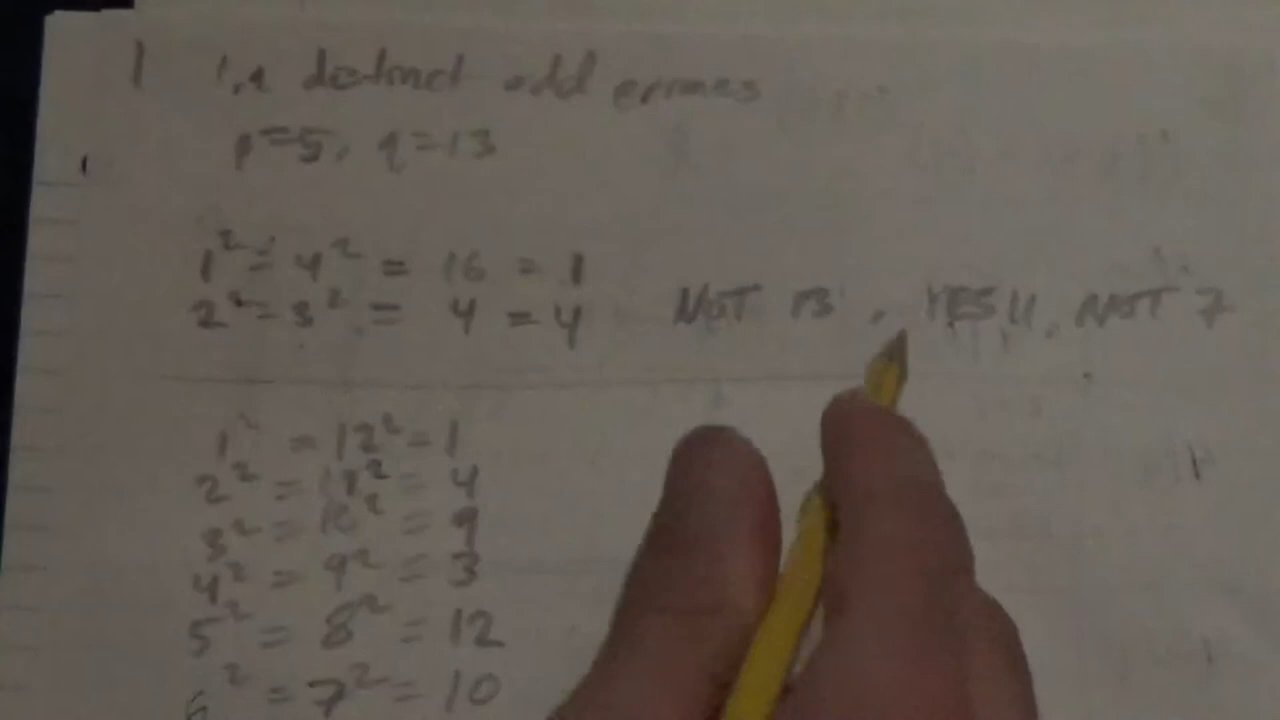 1 distinct odd primes
p=5, q=13
1² = 4² = 16 = 1
2² = 3² = 4 = 4 NOT 13, YES 11, NOT 7
1² = 12² = 1
2² = 11² = 4
3² = 10² = 9
4² = 9² = 3
5² = 8² = 12
6² = 7² = 10